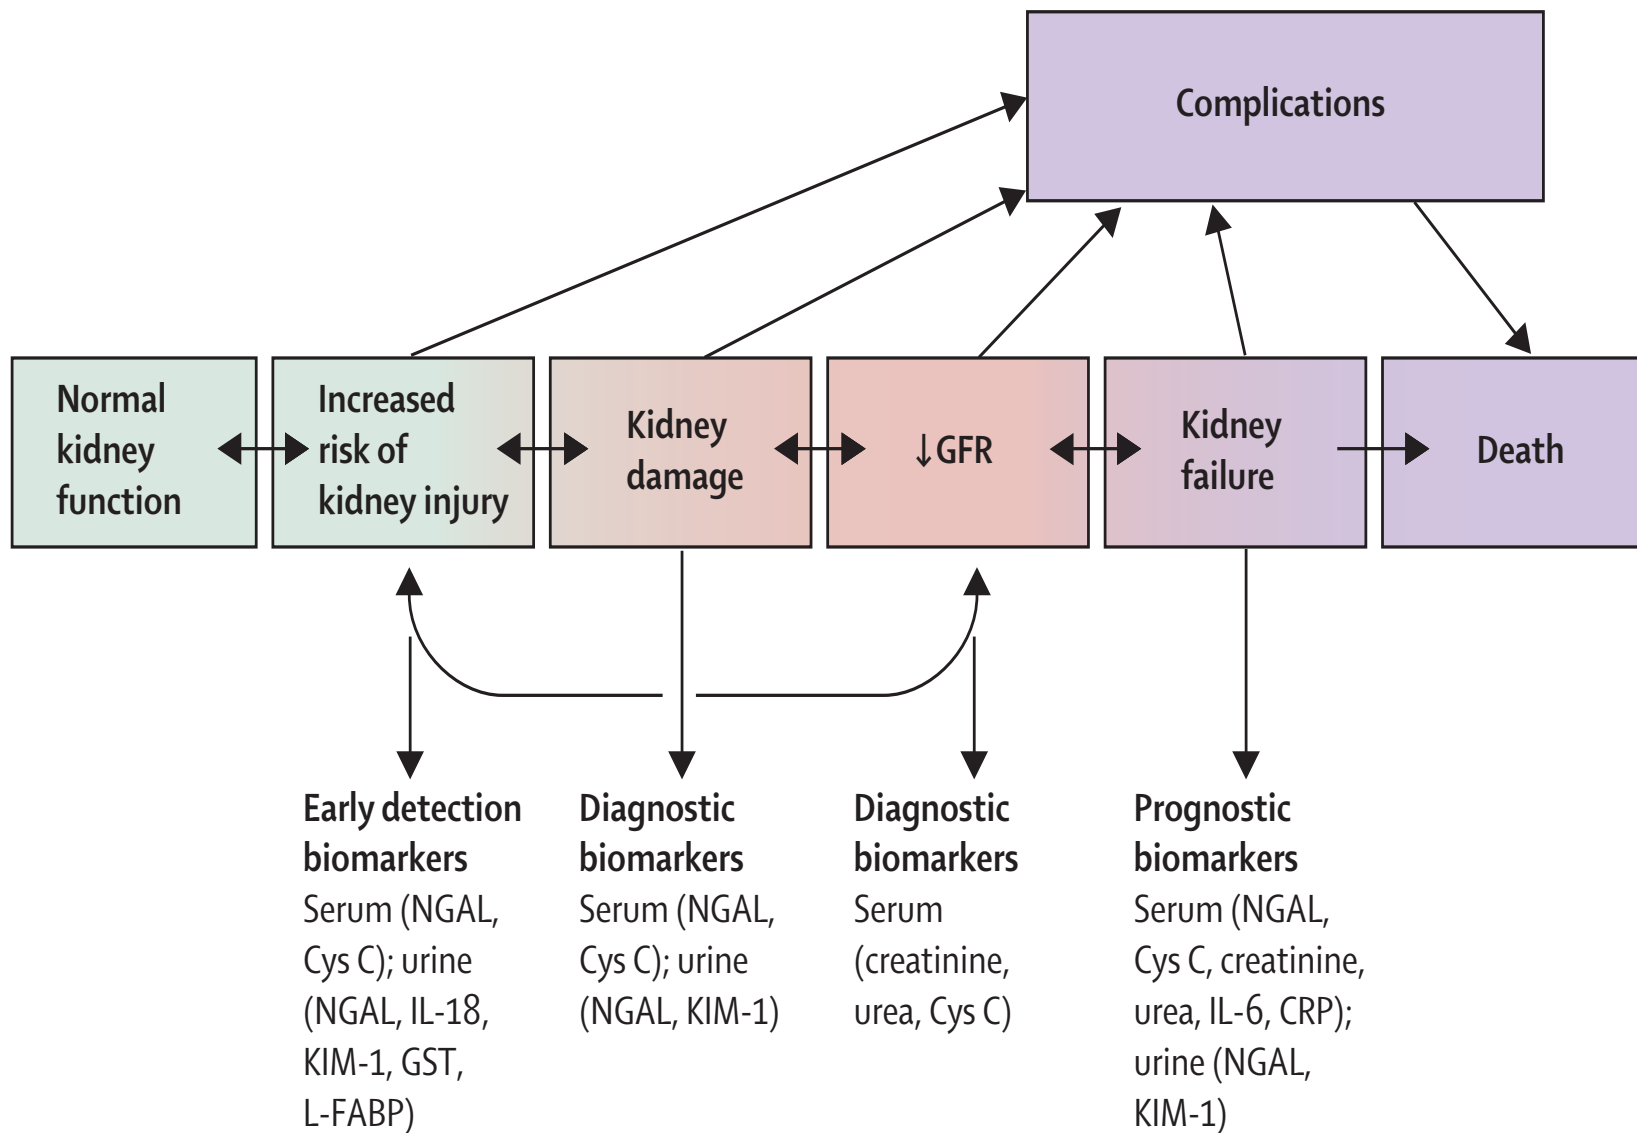 Complications
Normal
kidney
function
Increased
risk of
kidney injury
Kidney
damage
↓GFR
Kidney
failure
Death
Early detection
biomarkers
Serum (NGAL,
Cys C); urine
(NGAL, IL-18,
KIM-1, GST,
L-FABP)
Diagnostic
biomarkers
Serum (NGAL,
Cys C); urine
(NGAL, KIM-1)
Diagnostic
biomarkers
Serum
(creatinine,
urea, Cys C)
Prognostic
biomarkers
Serum (NGAL,
Cys C, creatinine,
urea, IL-6, CRP);
urine (NGAL,
KIM-1)